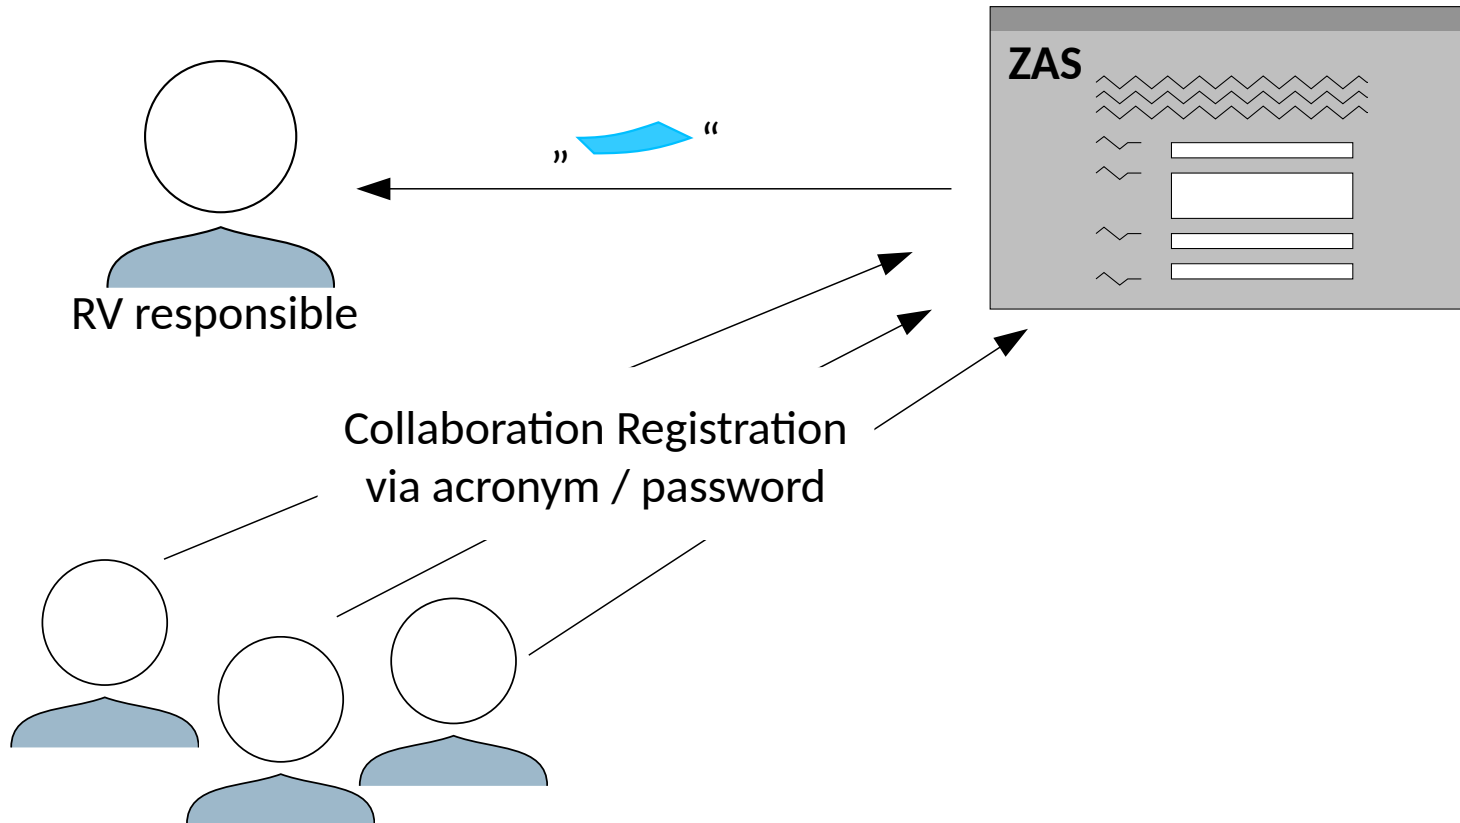 ZAS
„ “
RV responsible
Collaboration Registration
via acronym / password